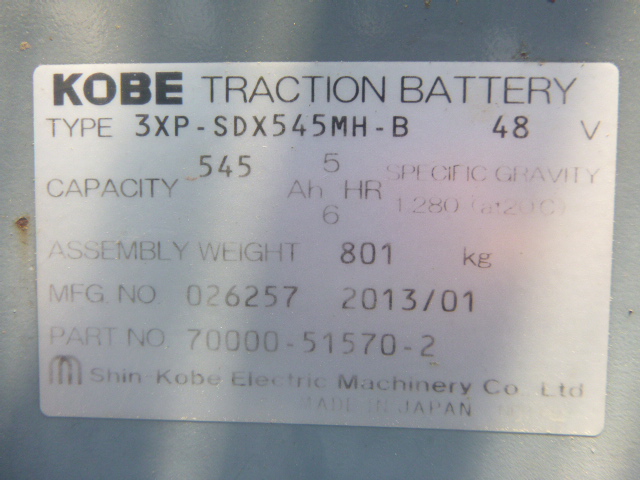 KOBE TRACTION BATTERY
TYPE 3XP-SDX545MH-B 48 V
CAPACITY 545 Ah 5 HR SPECIFIC GRAVITY
6 1.280 (at20°C)
ASSEMBLY WEIGHT 801 kg
MFG. NO. 026257 2013/01
PART NO. 70000-51570-2
Shin-Kobe Electric Machinery Co. Ltd
MADE IN JAPAN